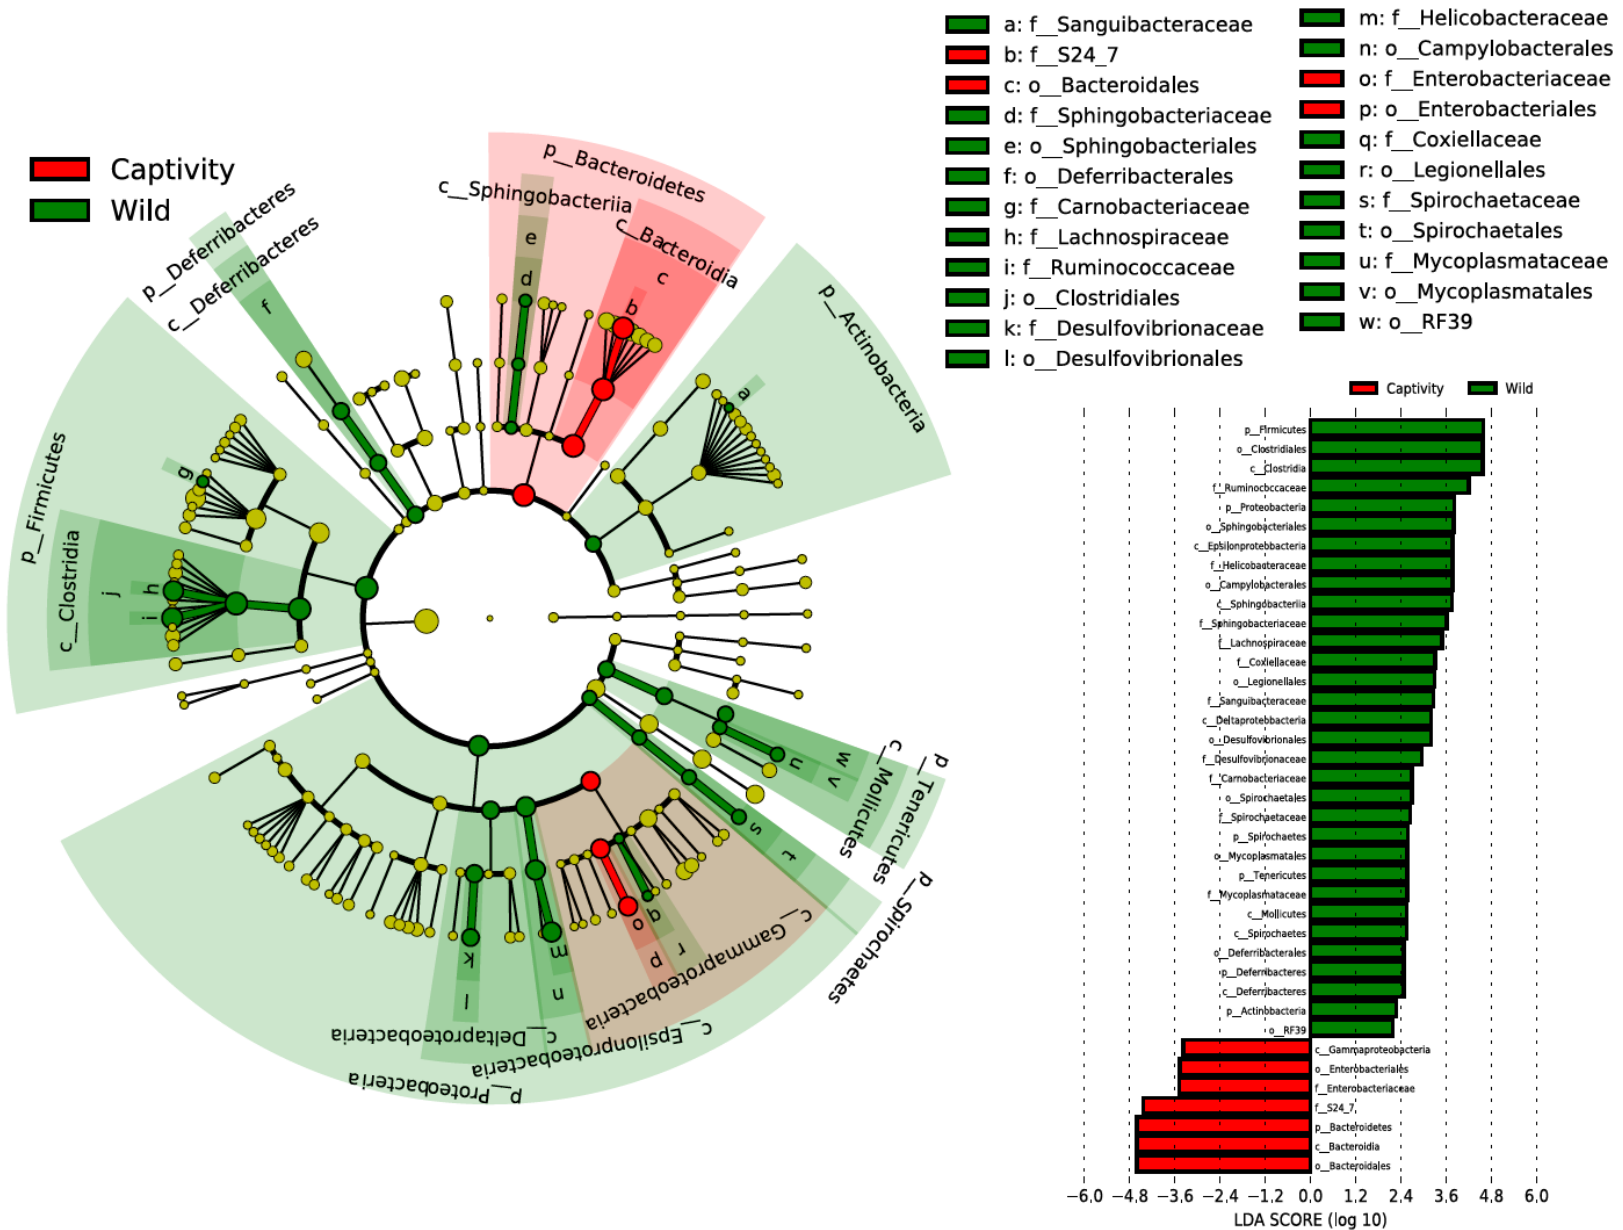 Captivity
Wild
p__Bacteroidetes
c__Sphingobacteriia
c__Bacteroidia
p__Deferribacteres
c__Deferribacteres
p__Actinobacteria
p__Firmicutes
c__Clostridia
p__Tenericutes
c__Mollicutes
p__Spirochaetes
c__Gammaproteobacteria
c__Epsilonproteobacteria
c__Deltaproteobacteria
p__Proteobacteria
a
b
c
d
e
f
g
h
i
j
k
l
m
n
o
p
q
r
s
t
u
v
w
a: f__Sanguibacteraceae
b: f__S24_7
c: o__Bacteroidales
d: f__Sphingobacteriaceae
e: o__Sphingobacteriales
f: o__Deferribacterales
g: f__Carnobacteriaceae
h: f__Lachnospiraceae
i: f__Ruminococcaceae
j: o__Clostridiales
k: f__Desulfovibrionaceae
l: o__Desulfovibrionales
m: f__Helicobacteraceae
n: o__Campylobacterales
o: f__Enterobacteriaceae
p: o__Enterobacteriales
q: f__Coxiellaceae
r: o__Legionellales
s: f__Spirochaetaceae
t: o__Spirochaetales
u: f__Mycoplasmataceae
v: o__Mycoplasmatales
w: o__RF39
Captivity
Wild
p__Firmicutes
o__Clostridiales
c__Clostridia
f__Ruminococcaceae
p__Proteobacteria
o__Sphingobacteriales
c__Epsilonproteobacteria
f__Helicobacteraceae
o__Campylobacterales
c__Sphingobacteriia
f__Sphingobacteriaceae
f__Lachnospiraceae
f__Coxiellaceae
o__Legionellales
f__Sanguibacteraceae
c__Deltaproteobacteria
o__Desulfovibrionales
f__Desulfovibrionaceae
f__Carnobacteriaceae
o__Spirochaetales
f__Spirochaetaceae
p__Spirochaetes
o__Mycoplasmatales
p__Tenericutes
f__Mycoplasmataceae
c__Mollicutes
c__Spirochaetes
o__Deferribacterales
p__Deferribacteres
c__Deferribacteres
p__Actinobacteria
o__RF39
c__Gammaproteobacteria
o__Enterobacteriales
f__Enterobacteriaceae
f__S24_7
p__Bacteroidetes
c__Bacteroidia
o__Bacteroidales
−6.0 −4.8 −3.6 −2.4 −1.2 0.0 1.2 2.4 3.6 4.8 6.0
LDA SCORE (log 10)